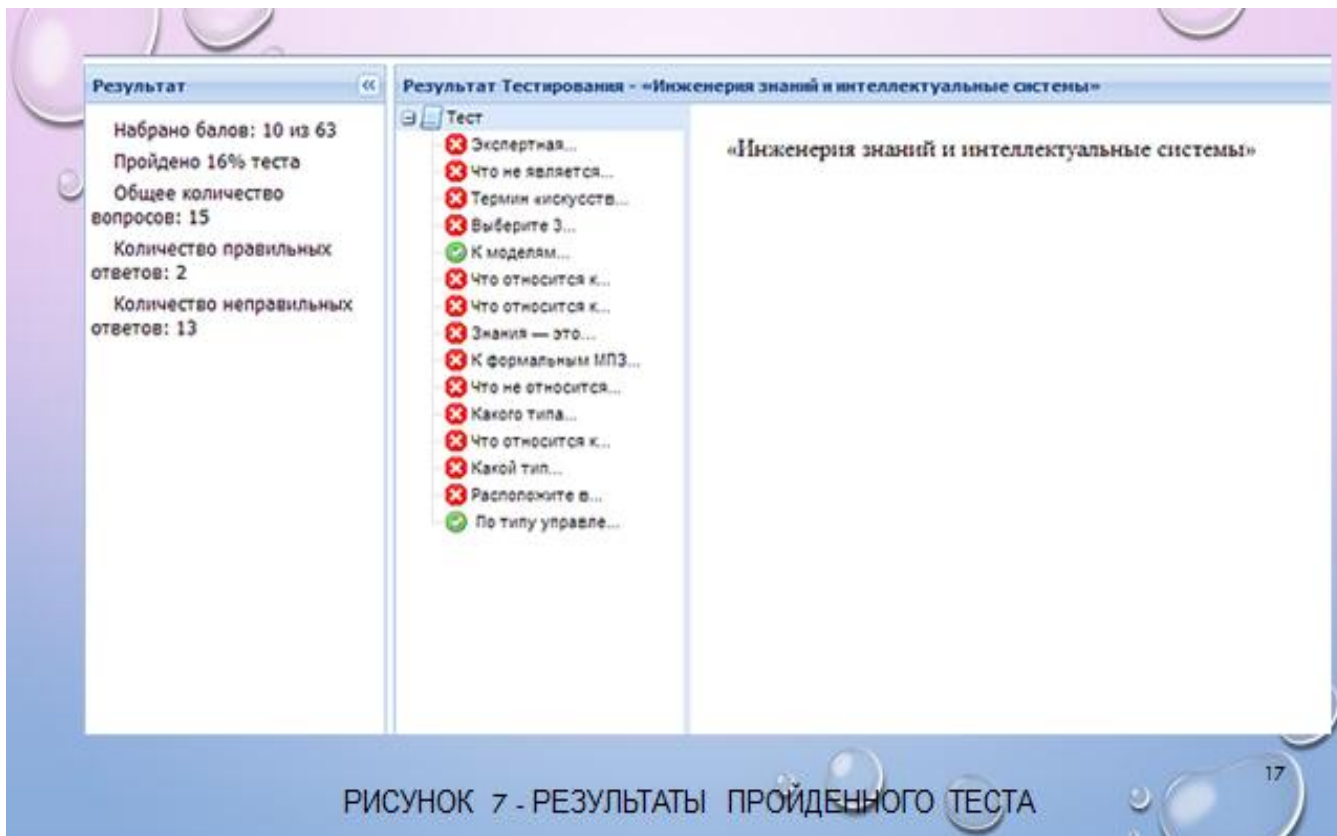 Результат
Набрано балов: 10 из 63
Пройдено 16% теста
Общее количество
вопросов: 15
Количество правильных
ответов: 2
Количество неправильных
ответов: 13
Результат Тестирования - «Инженерия знаний и интеллектуальные системы»
Тест
Экспертная...
Что не является...
Термин «искусств...
Выберите 3...
К моделям...
Что относится к...
Что относится к...
Знания — это...
К формальным МПЗ...
Что не относится...
Какого типа...
Что относится к...
Какой тип...
Расположите в...
По типу управле...
«Инженерия знаний и интеллектуальные системы»
17
РИСУНОК 7 - РЕЗУЛЬТАТЫ ПРОЙДЕННОГО ТЕСТА